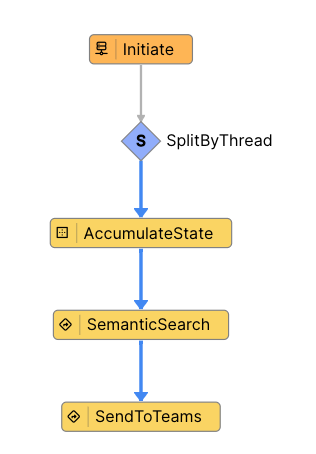 Initiate
S
SplitByThread
AccumulateState
SemanticSearch
SendToTeams